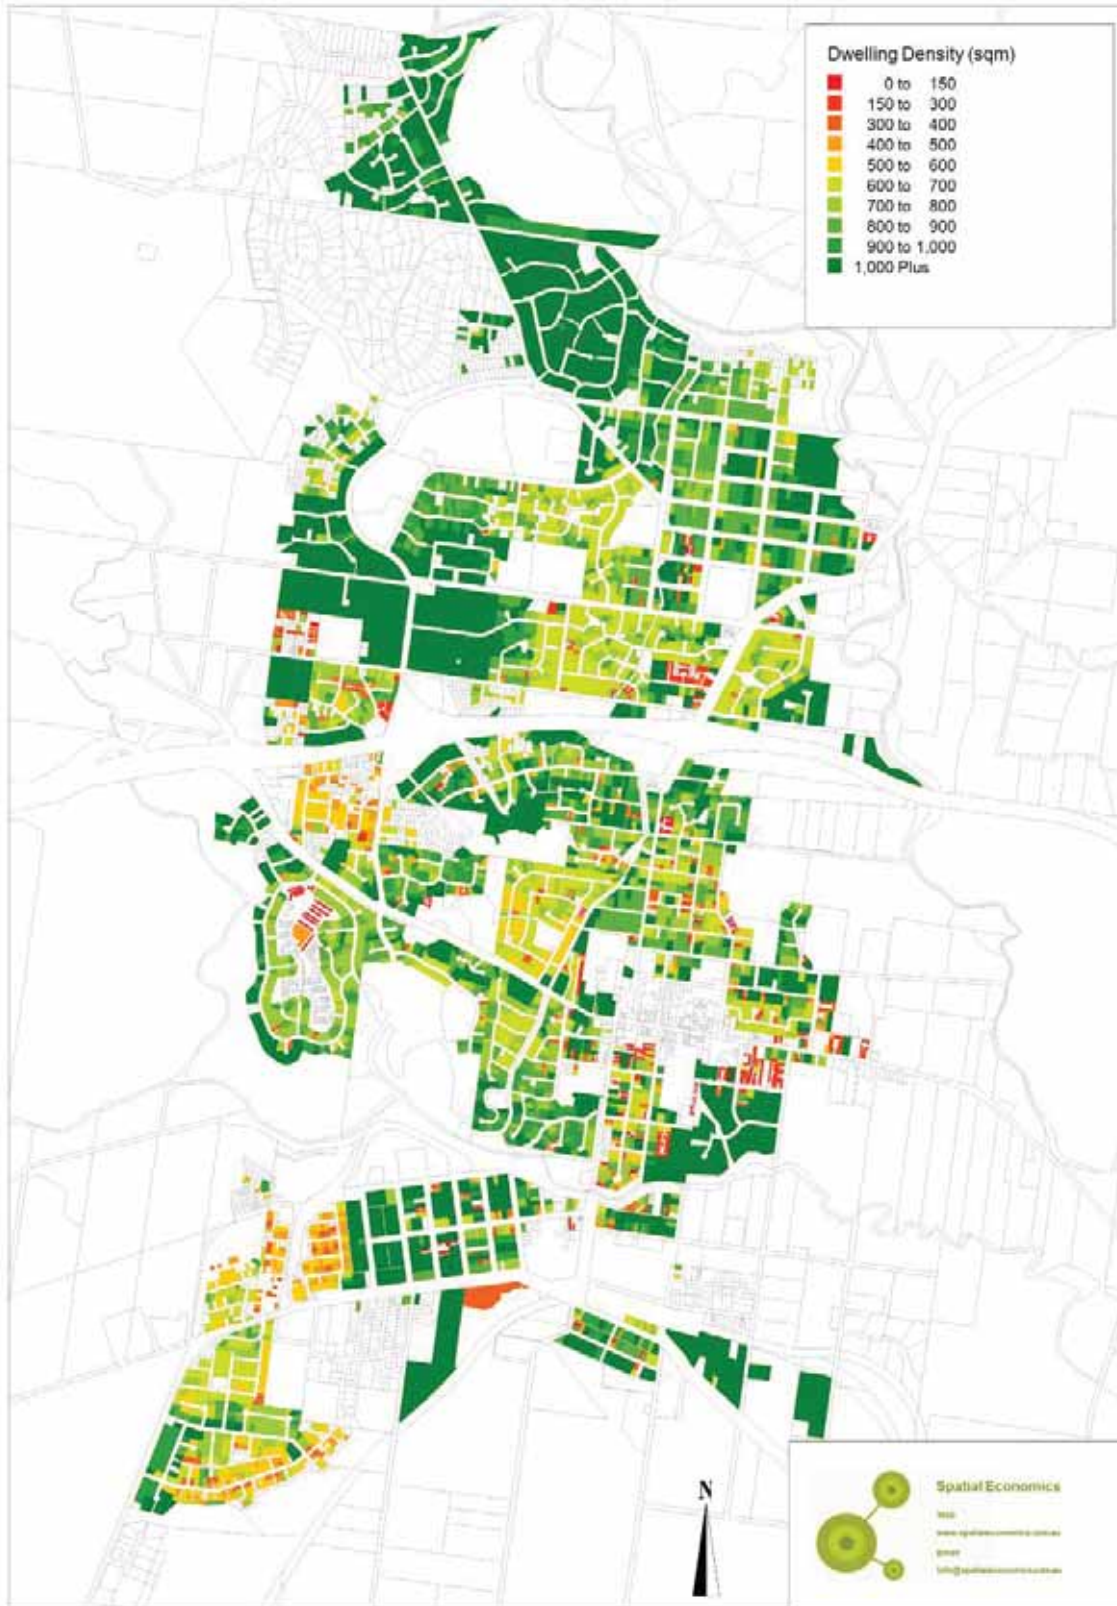 Dwelling Density (sqm)
0 to 150
150 to 300
300 to 400
400 to 500
500 to 600
600 to 700
700 to 800
800 to 900
900 to 1,000
1,000 Plus
N
Spatial Economics
Web
www.spatialeconomics.com.au
Email
info@spatialeconomics.com.au